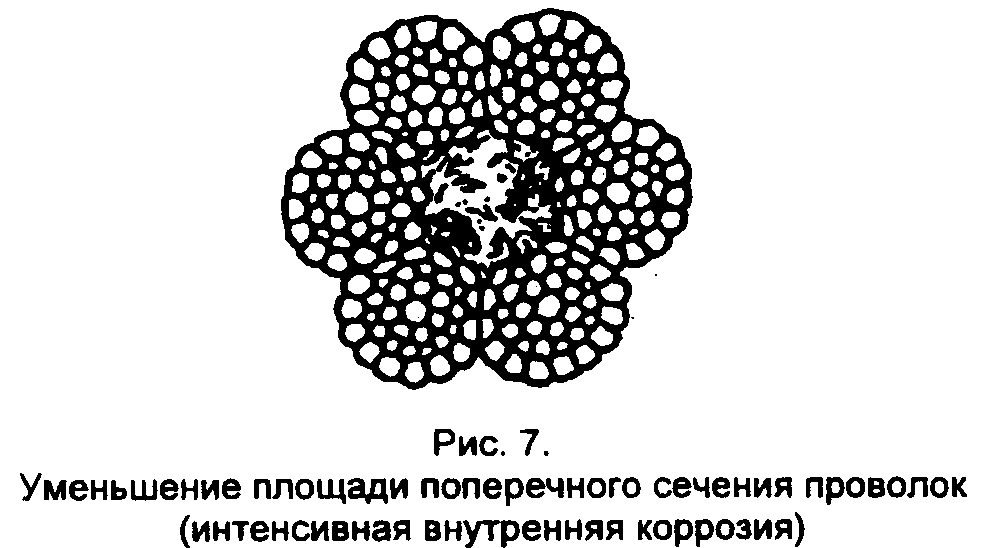 Рис. 7.
Уменьшение площади поперечного сечения проволок
(интенсивная внутренняя коррозия)